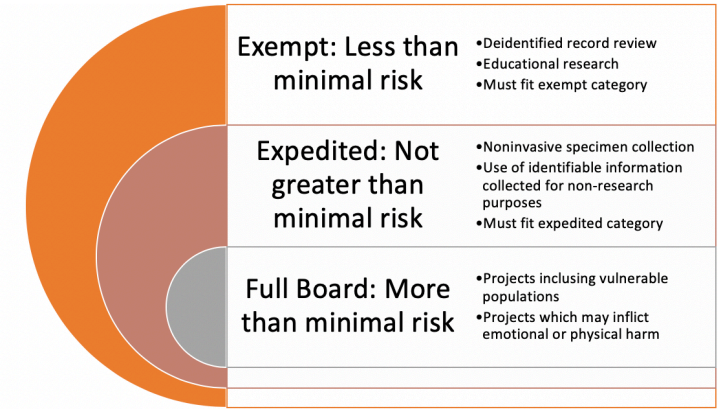 Exempt: Less than
minimal risk
•Deidentified record review
•Educational research
•Must fit exempt category
Expedited: Not
greater than
minimal risk
•Noninvasive specimen collection
•Use of identifiable information
collected for non-research
purposes
•Must fit expedited category
Full Board: More
than minimal risk
•Projects inclusing vulnerable
populations
•Projects which may inflict
emotional or physical harm